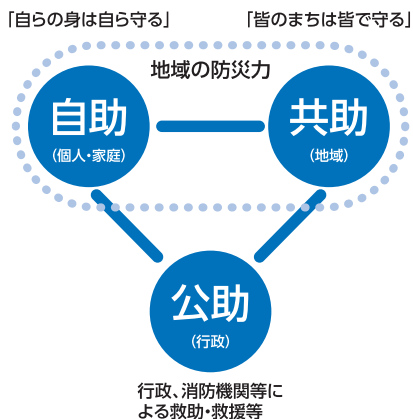 「自らの身は自ら守る」
「皆のまちは皆で守る」
地域の防災力
自助
（個人・家庭）
共助
（地域）
公助
（行政）
行政、消防機関等に
よる救助・救援等